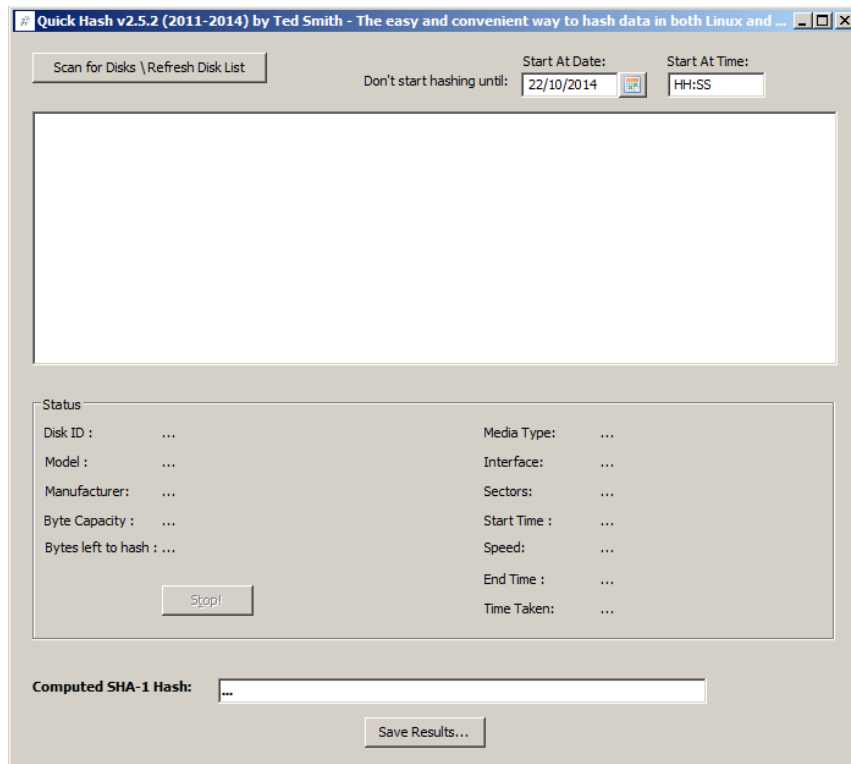 # Quick Hash v2.5.2 (2011-2014) by Ted Smith - The easy and convenient way to hash data in both Linux and ...
Scan for Disks \Refresh Disk List
Don't start hashing until:
Start At Date:
22/10/2014
Start At Time:
HH:SS
Status
Disk ID : ...
Media Type: ...
Model : ...
Interface: ...
Manufacturer: ...
Sectors: ...
Byte Capacity : ...
Start Time : ...
Bytes left to hash : ...
Speed: ...
End Time : ...
Stop!
Time Taken: ...
Computed SHA-1 Hash: ...
Save Results...